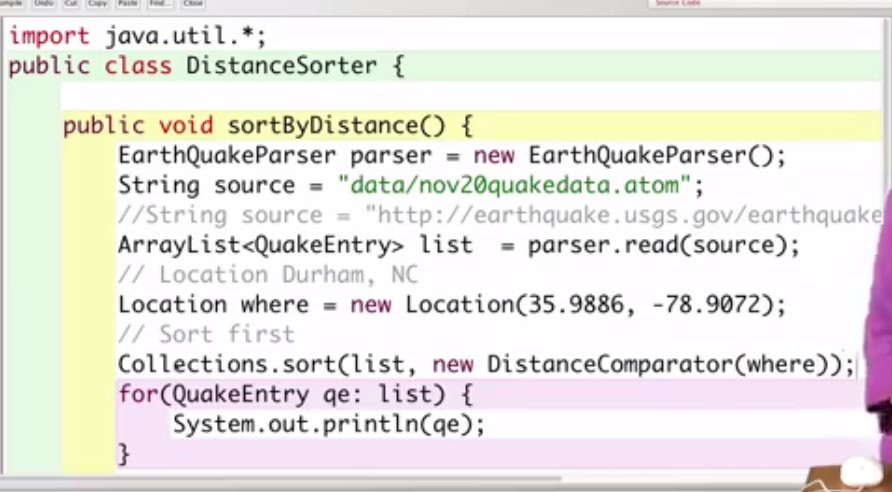 Compile Undo Cut Copy Paste Find... Close
Source Code
import java.util.*;
public class DistanceSorter {
public void sortByDistance() {
EarthQuakeParser parser = new EarthQuakeParser();
String source = "data/nov20quakedata.atom";
//String source = "http://earthquake.usgs.gov/earthquake
ArrayList<QuakeEntry> list  = parser.read(source);
// Location Durham, NC
Location where = new Location(35.9886, -78.9072);
// Sort first
Collections.sort(list, new DistanceComparator(where));
for(QuakeEntry qe: list) {
System.out.println(qe);
}